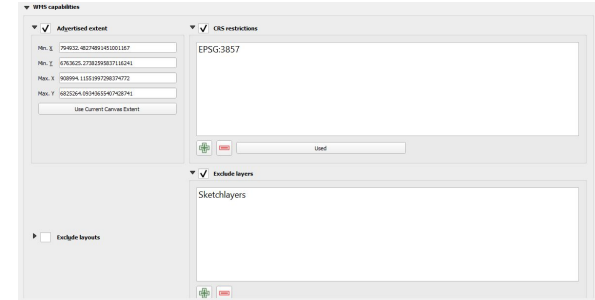 WMS capabilities
Advertised extent
Min. X 794932.48274891451001167
Min. Y 6763625.27382595837116241
Max. X 908994.11551997298374772
Max. Y 6825264.09343655407428741
Use Current Canvas Extent
CRS restrictions
EPSG:3857
Used
Exclude layouts
Exclude layers
Sketchlayers